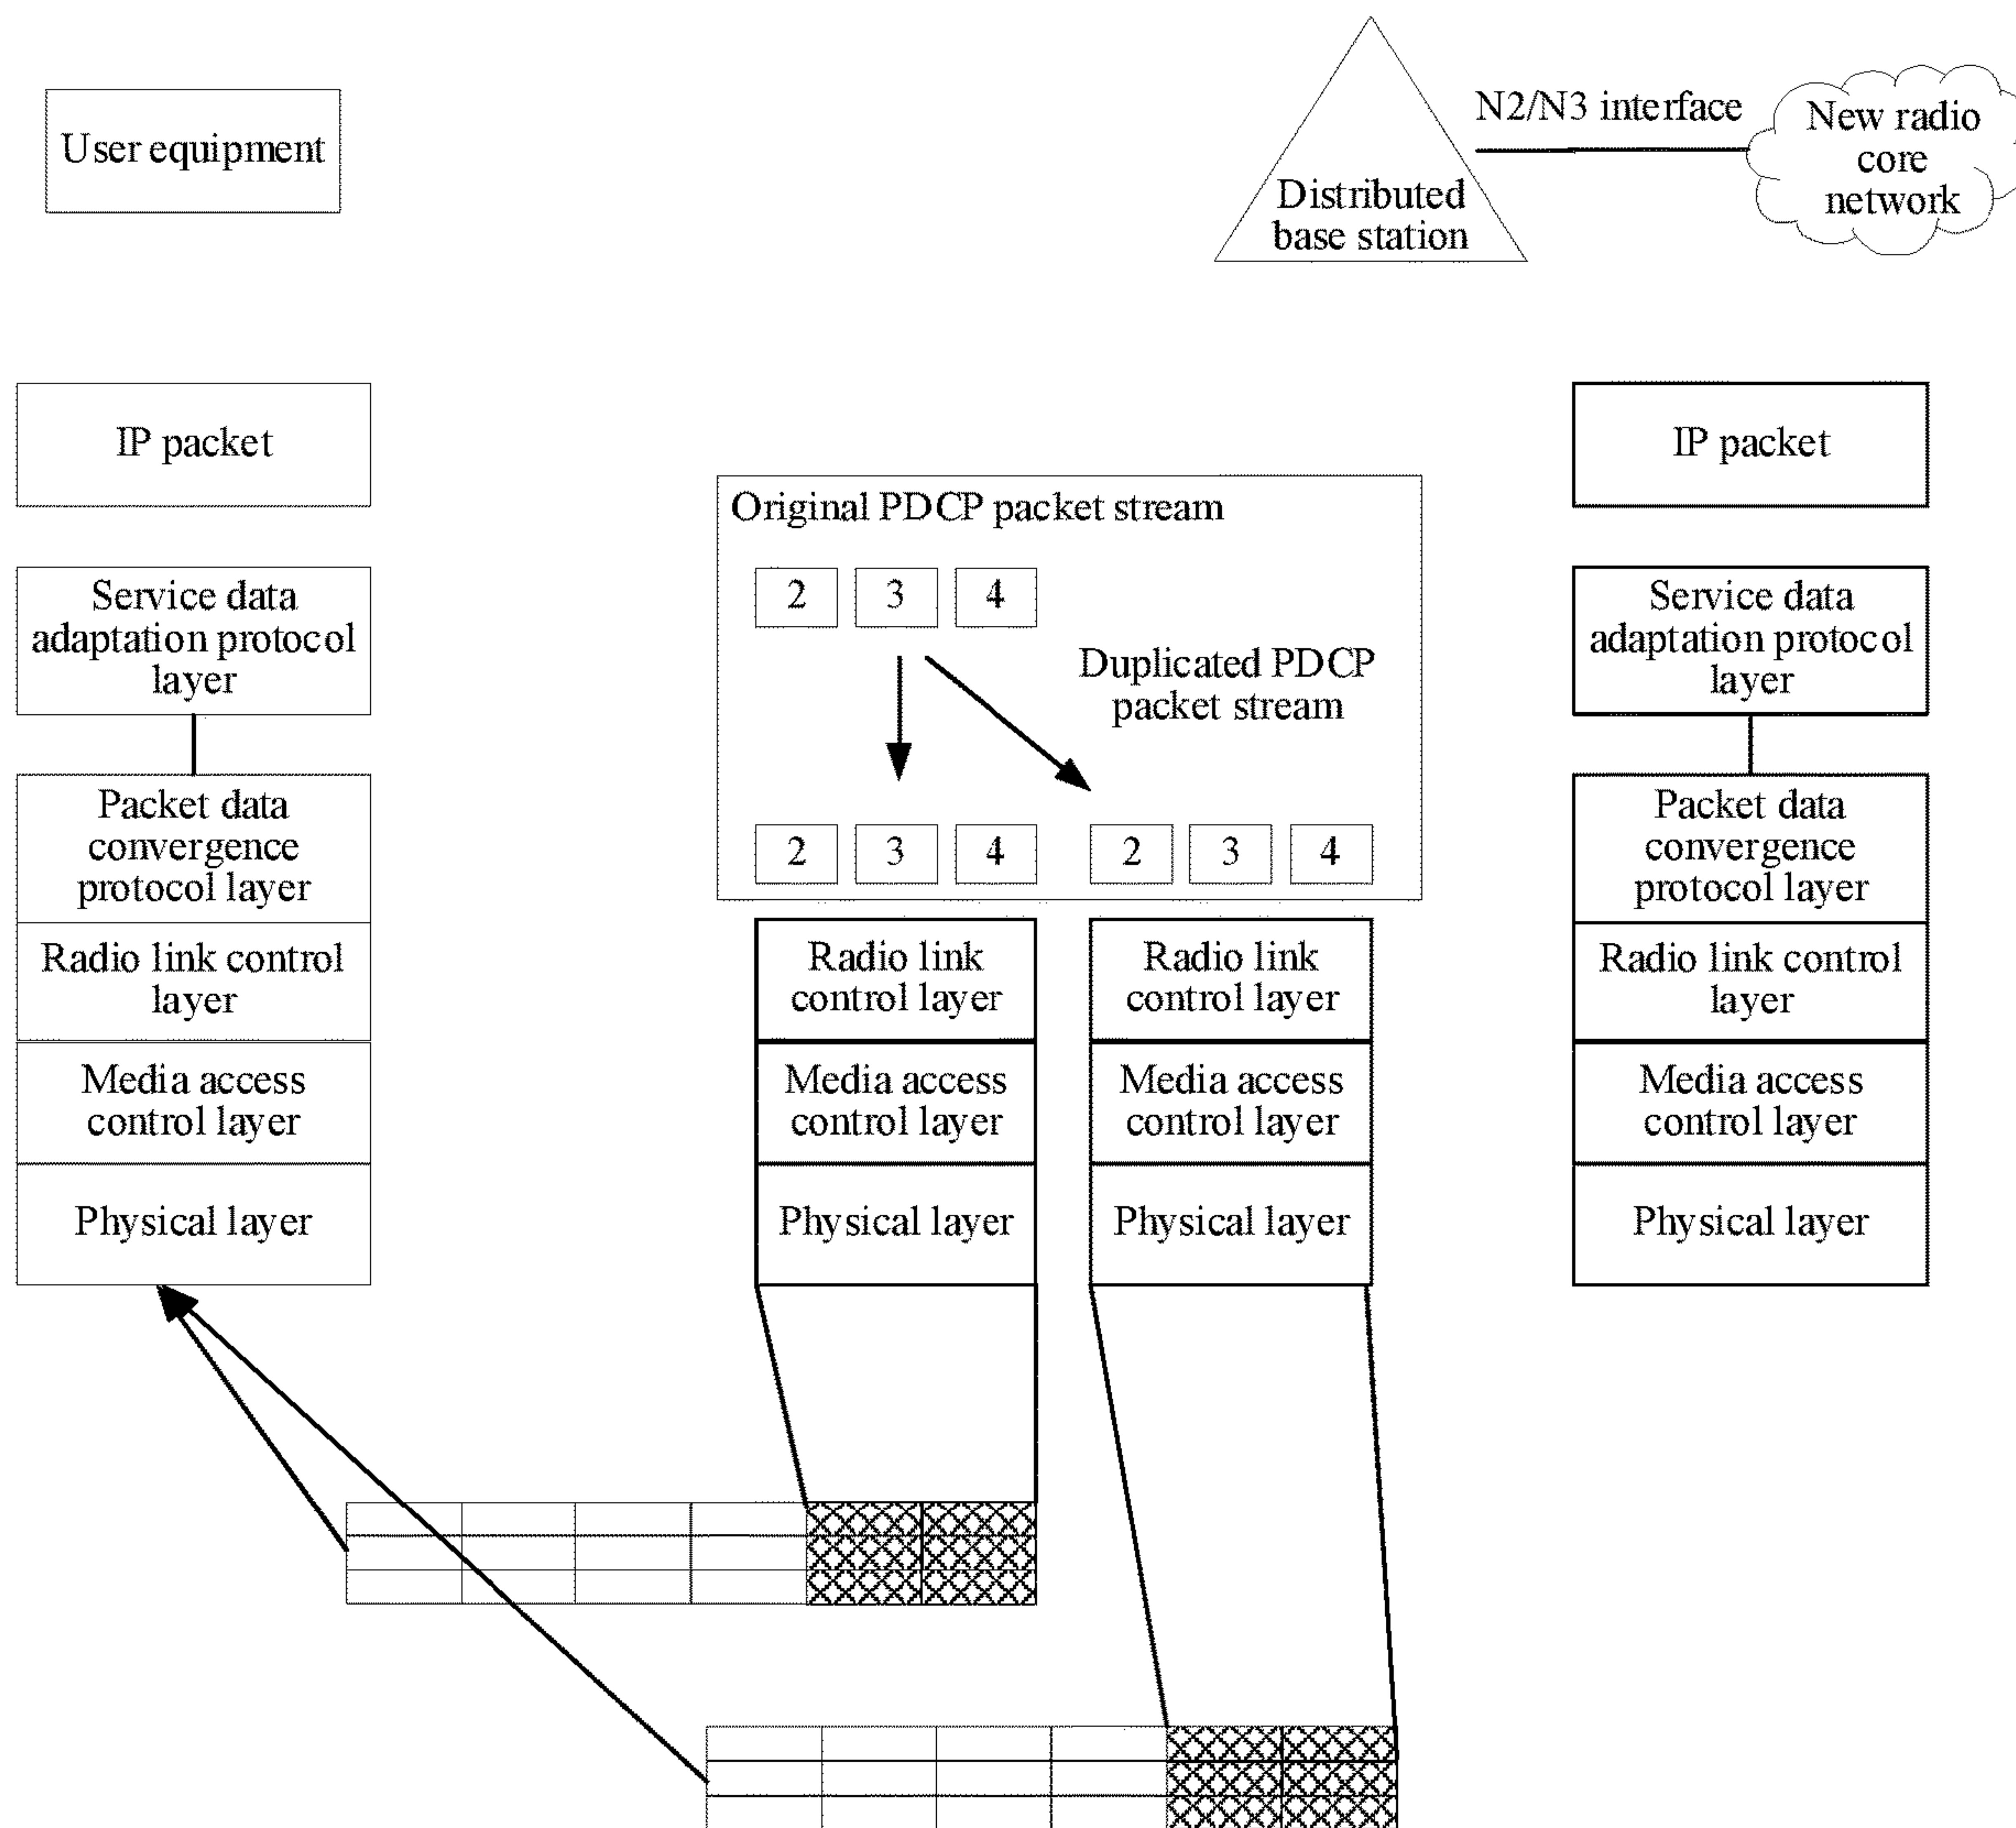 User equipment
N2/N3 interface
Distributed
base station
New radio
core
network
IP packet
Service data
adaptation protocol
layer
Packet data
convergence
protocol layer
Radio link control
layer
Media access
control layer
Physical layer
Original PDCP packet stream
2 3 4
Duplicated PDCP
packet stream
2 3 4 2 3 4
Radio link
control layer
Media access
control layer
Physical layer
Radio link
control layer
Media access
control layer
Physical layer
IP packet
Service data
adaptation protocol
layer
Packet data
convergence
protocol layer
Radio link control
layer
Media access
control layer
Physical layer